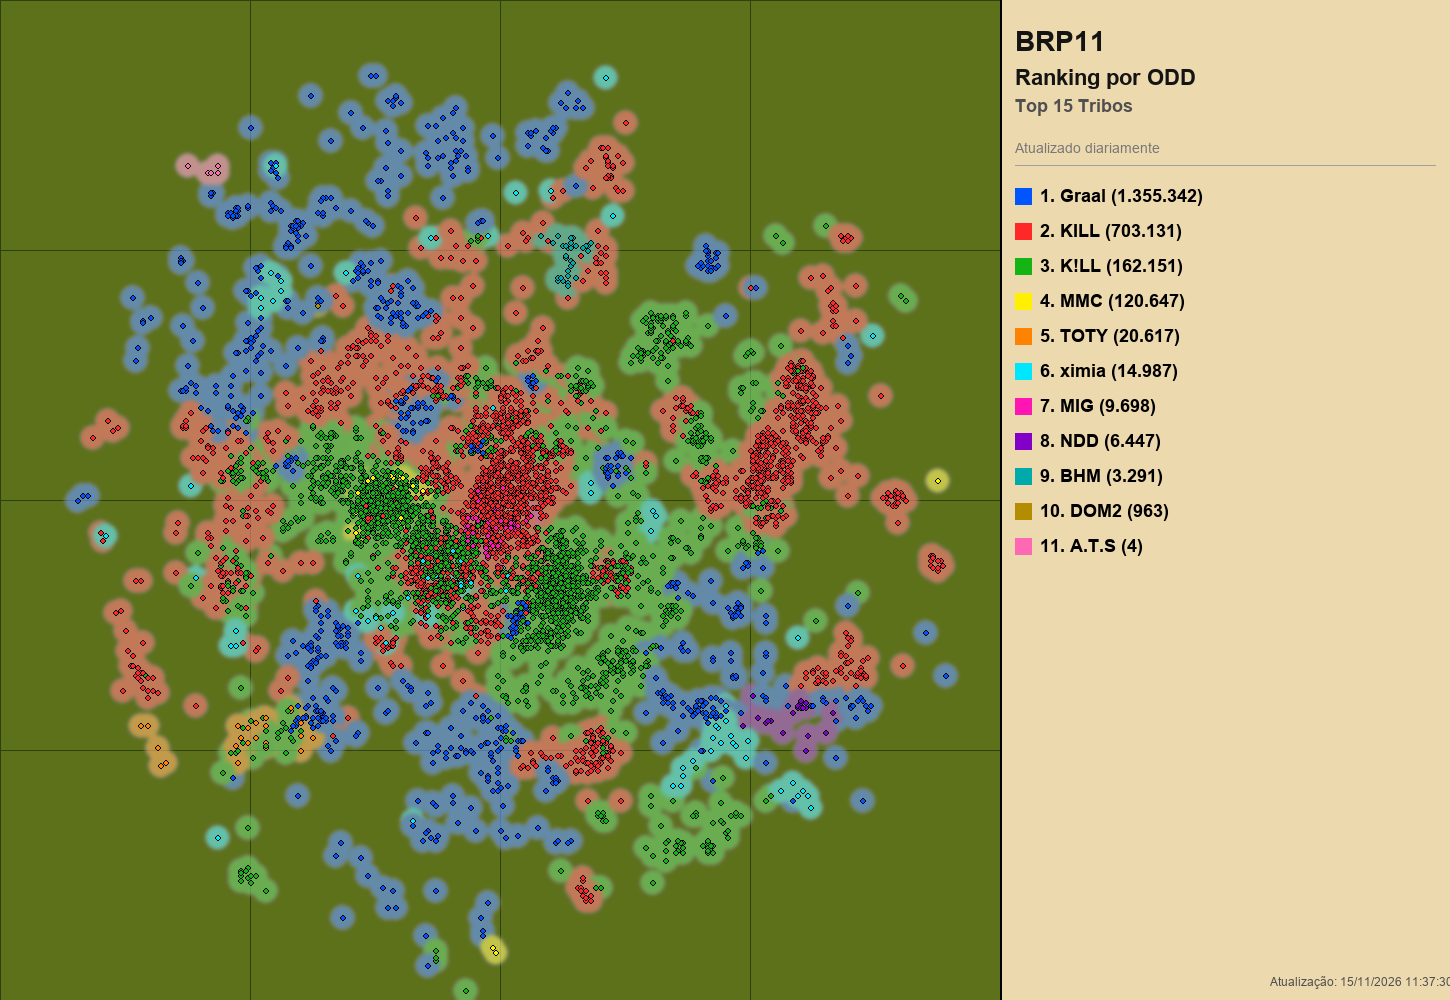 BRP11
Ranking por ODD
Top 15 Tribos
Atualizado diariamente
1. Graal (1.355.342)
2. KILL (703.131)
3. K!LL (162.151)
4. MMC (120.647)
5. TOTY (20.617)
6. ximia (14.987)
7. MIG (9.698)
8. NDD (6.447)
9. BHM (3.291)
10. DOM2 (963)
11. A.T.S (4)
Atualização: 15/11/2026 11:37:30